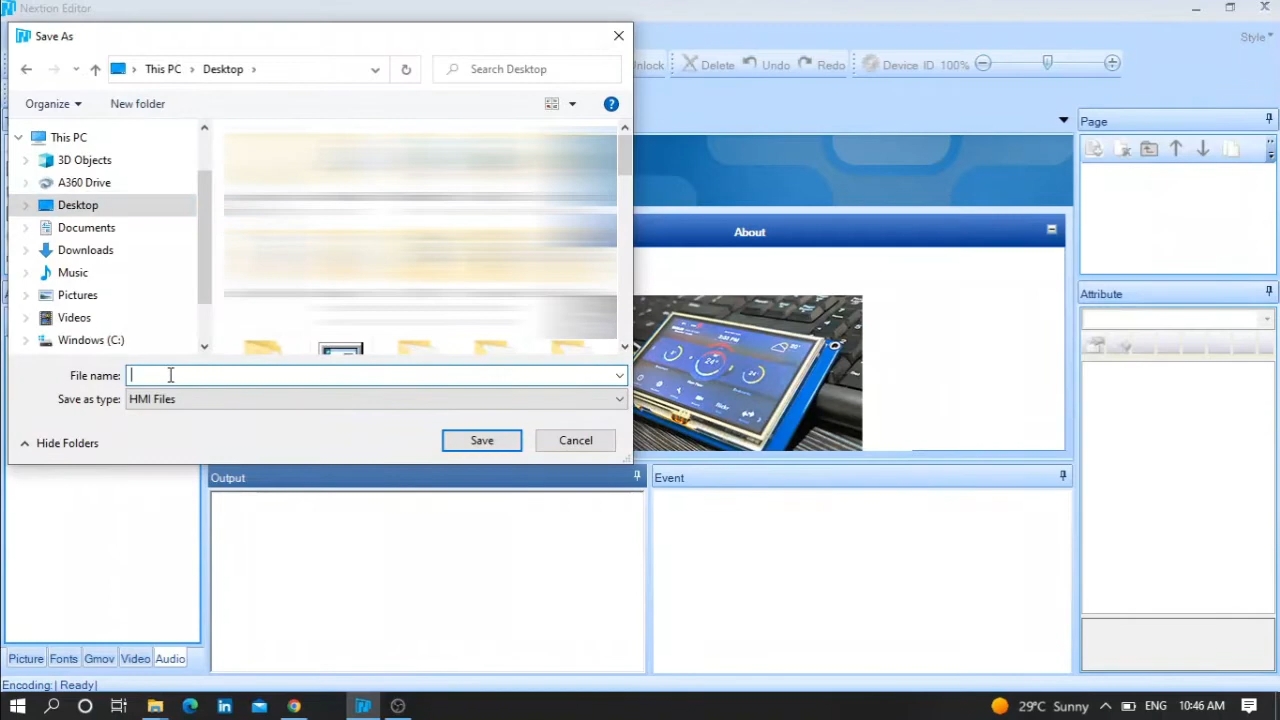 Nextion Editor
Style
Save As
This PC
Desktop
Search Desktop
Unlock
Delete
Undo
Redo
Device ID
100%
Organize
New folder
This PC
3D Objects
A360 Drive
Desktop
Documents
Downloads
Music
Pictures
Videos
Windows (C:)
File name:
Save as type:
HMI Files
Hide Folders
Save
Cancel
About
Page
Attribute
Output
Event
Picture
Fonts
Gmov
Video
Audio
Encoding:| Ready|
29°C Sunny
ENG
10:46 AM